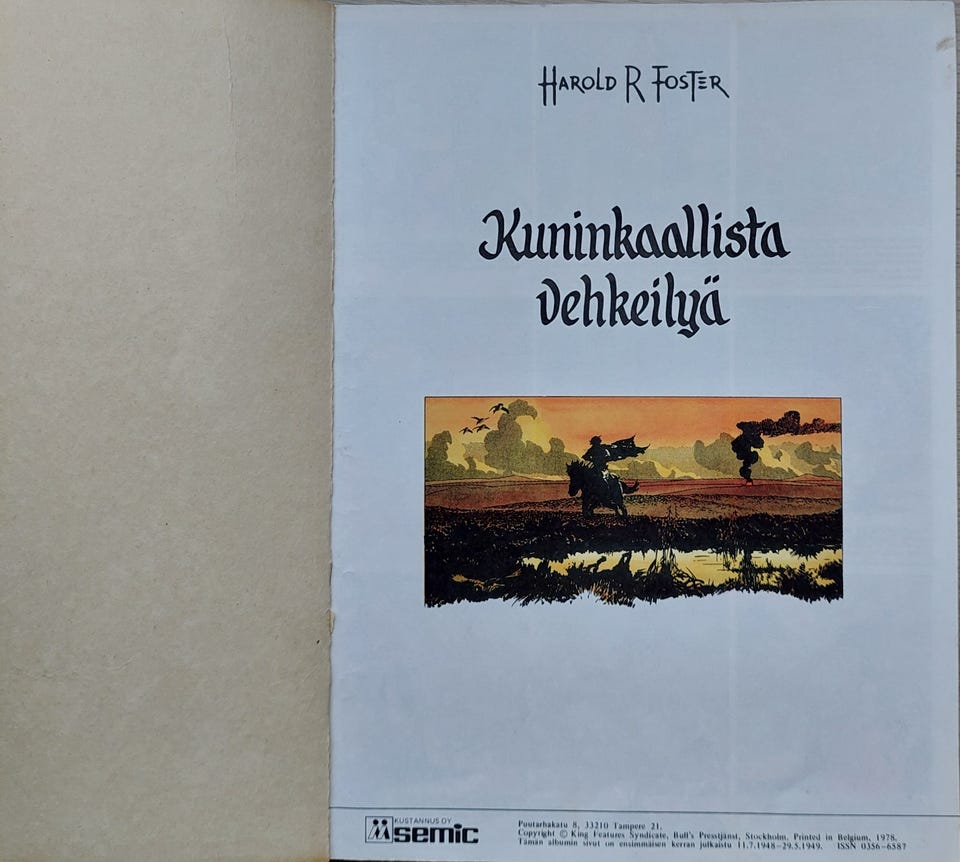 HAROLD R FOSTER
Kuninkaallista
vehkeilyä
KUSTANNUS OY
semic
Puutarhakatu 8, 33210 Tampere 21.
Copyright © King Features Syndicate, Bull's Presstjänst, Stockholm. Printed in Belgium, 1978.
Tämän albumin sivut on ensimmäisen kerran julkaistu 11.7.1948-29.5.1949. ISSN 0356-6587